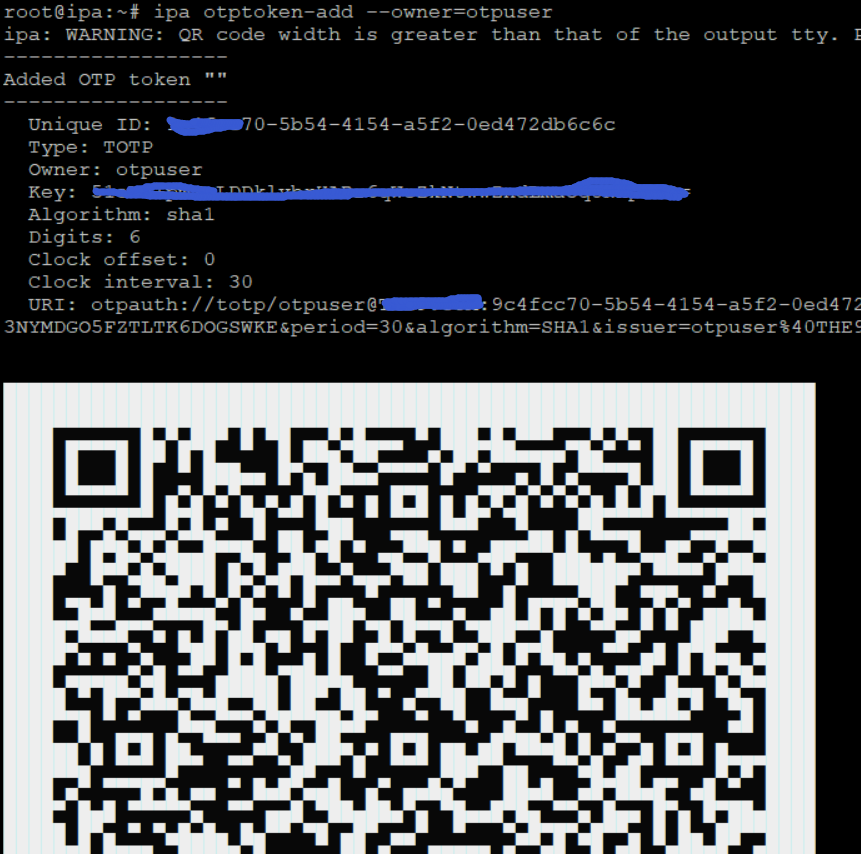 root@ipa:~# ipa otptoken-add --owner=otpuser
ipa: WARNING: QR code width is greater than that of the output tty.
------------------
Added OTP token ""
------------------
Unique ID: 70-5b54-4154-a5f2-0ed472db6c6c
Type: TOTP
Owner: otpuser
Key:
Algorithm: sha1
Digits: 6
Clock offset: 0
Clock interval: 30
URI: otpauth://totp/otpuser@ :9c4fcc70-5b54-4154-a5f2-0ed472
3NYMDGO5FZTLTK6DOGSWKE&period=30&algorithm=SHA1&issuer=otpuser%40THE9